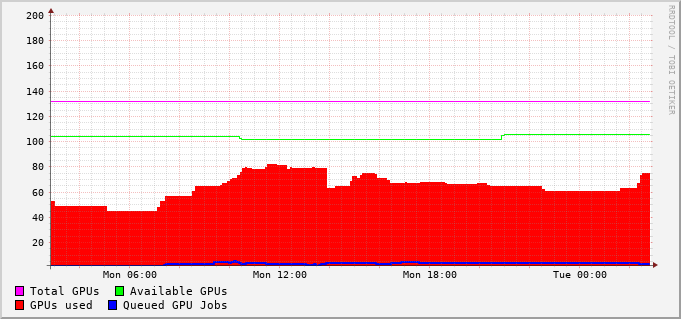 200
180
160
140
120
100
80
60
40
20
Mon 06:00 Mon 12:00 Mon 18:00 Tue 00:00
Total GPUs Available GPUs
GPUs used Queued GPU Jobs
RRDTOOL / TOBI OETIKER